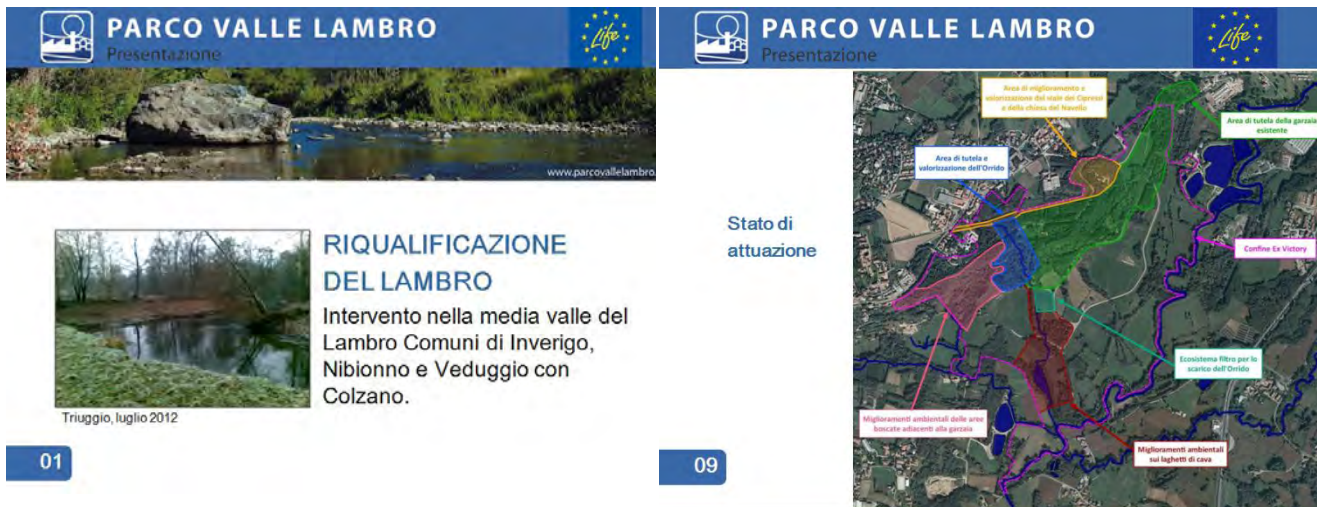 PARCO VALLE LAMBRO
Presentazione
Life
www.parcovallelambro.
RIQUALIFICAZIONE
DEL LAMBRO
Intervento nella media valle del
Lambro Comuni di Inverigo,
Nibionno e Veduggio con
Colzano.
Triuggio, luglio 2012
01
PARCO VALLE LAMBRO
Presentazione
Life
Stato di
attuazione
Area di miglioramento e
valorizzazione del viale dei Cipressi
e della chiesa del Navello
Area di tutela della garzaia
esistente
Area di tutela e
valorizzazione dell'Orrido
Confine Ex Victory
Ecosistema filtro per lo
scarico dell'Orrido
Miglioramenti ambientali delle aree
boscate adiacenti alla garzaia
Miglioramenti ambientali
sui laghetti di cava
09